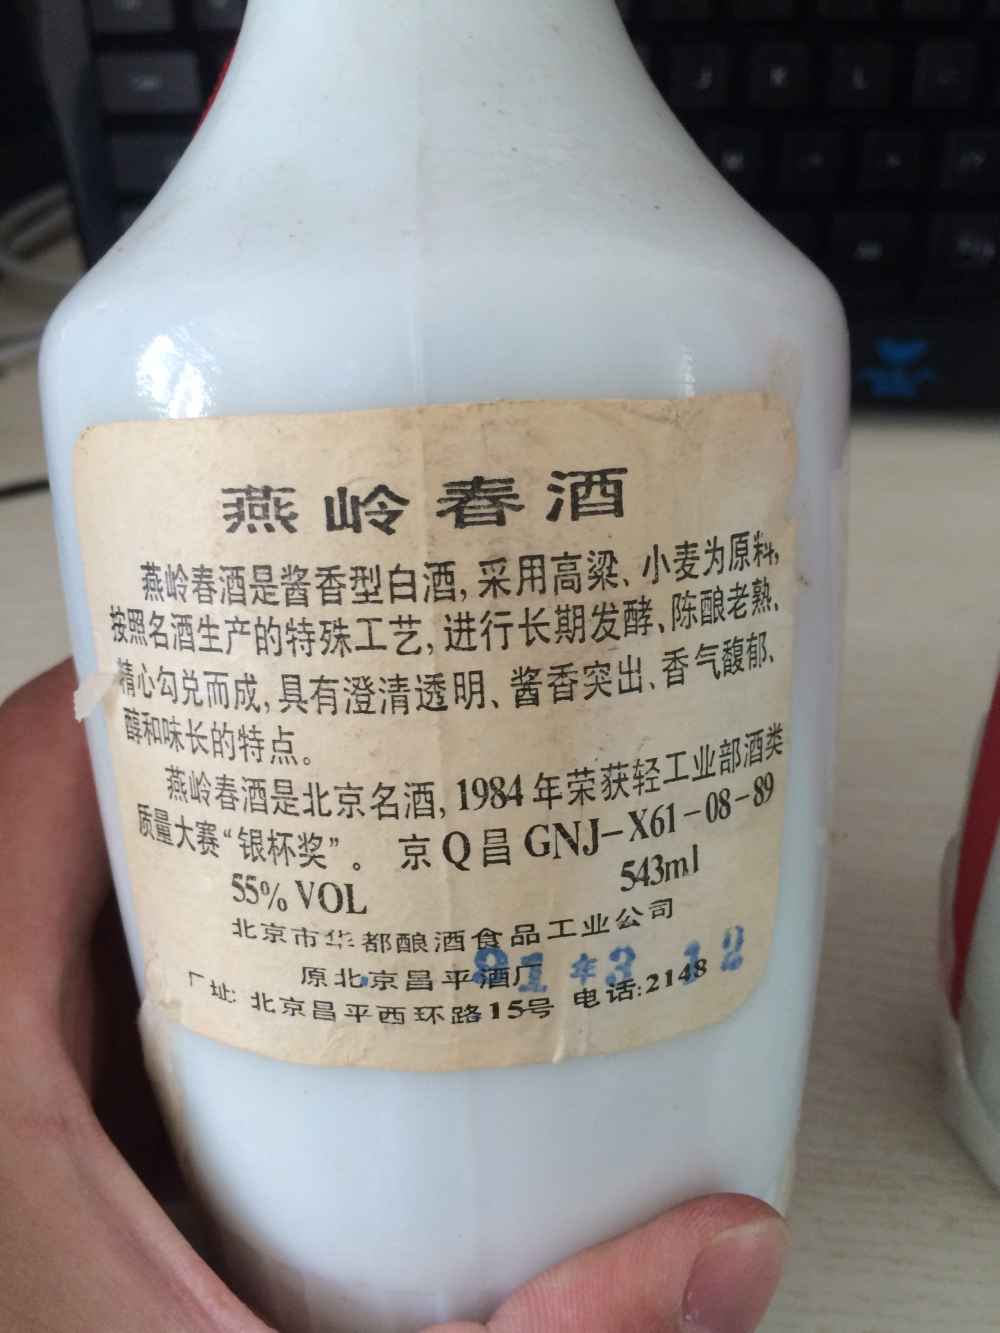 燕岭春酒
燕岭春酒是酱香型白酒,采用高粱、小麦为原料,
按照名酒生产的特殊工艺,进行长期发酵、陈酿老熟、
精心勾兑而成,具有澄清透明、酱香突出、香气馥郁、
醇和味长的特点。
燕岭春酒是北京名酒,1984年荣获轻工业部酒类
质量大赛“银杯奖”。 京Q昌GNJ-X61-08-89
55%VOL 543ml
北京市华都酿酒食品工业公司
原北京昌平酒厂
91年3 12
厂址:北京昌平西环路15号 电话:2148
J K L
M